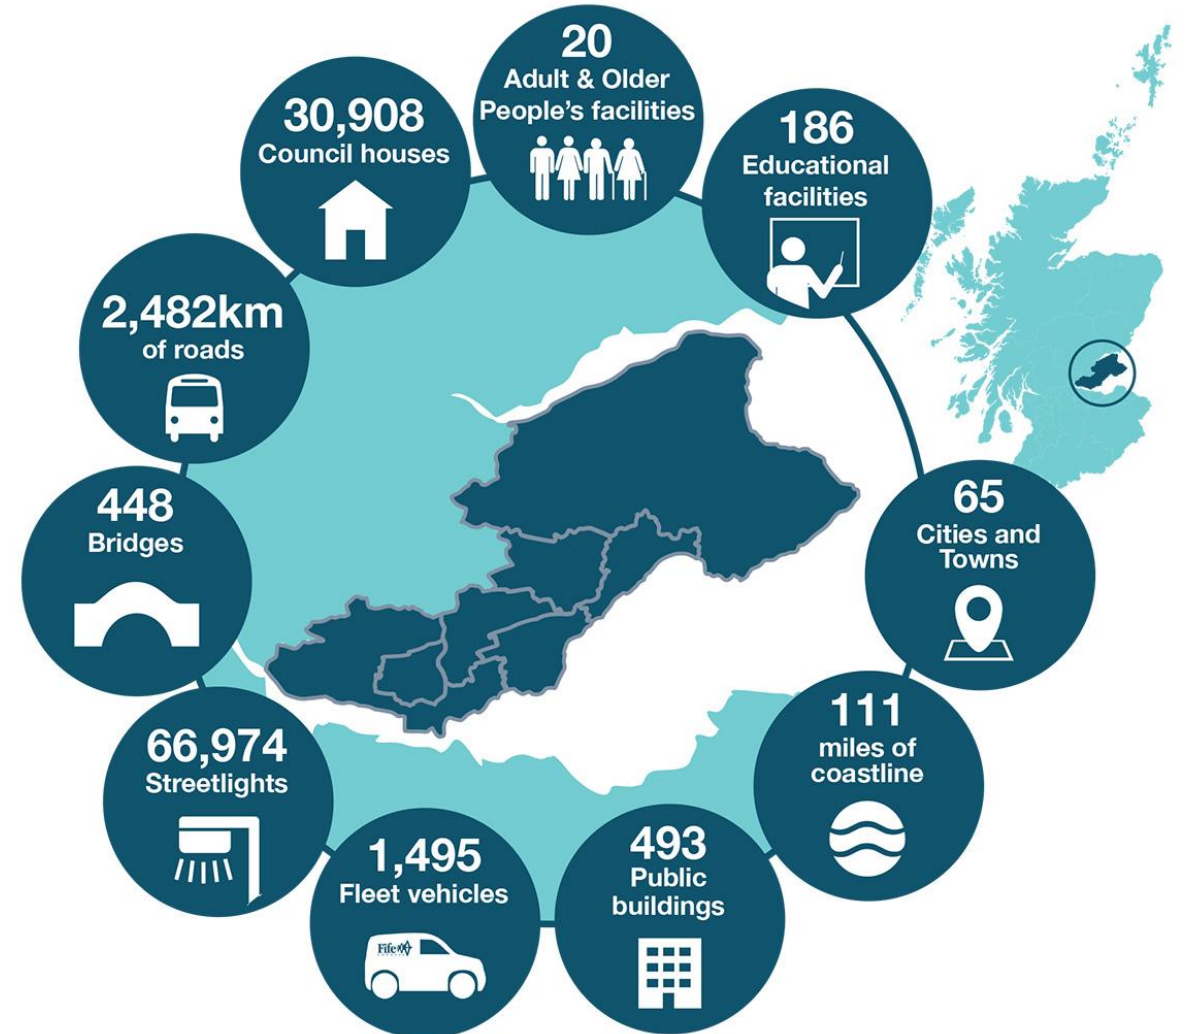 20
Adult & Older
People's facilities
186
Educational
facilities
65
Cities and
Towns
111
miles of
coastline
493
Public
buildings
1,495
Fleet vehicles
Fife
66,974
Streetlights
448
Bridges
2,482km
of roads
30,908
Council houses